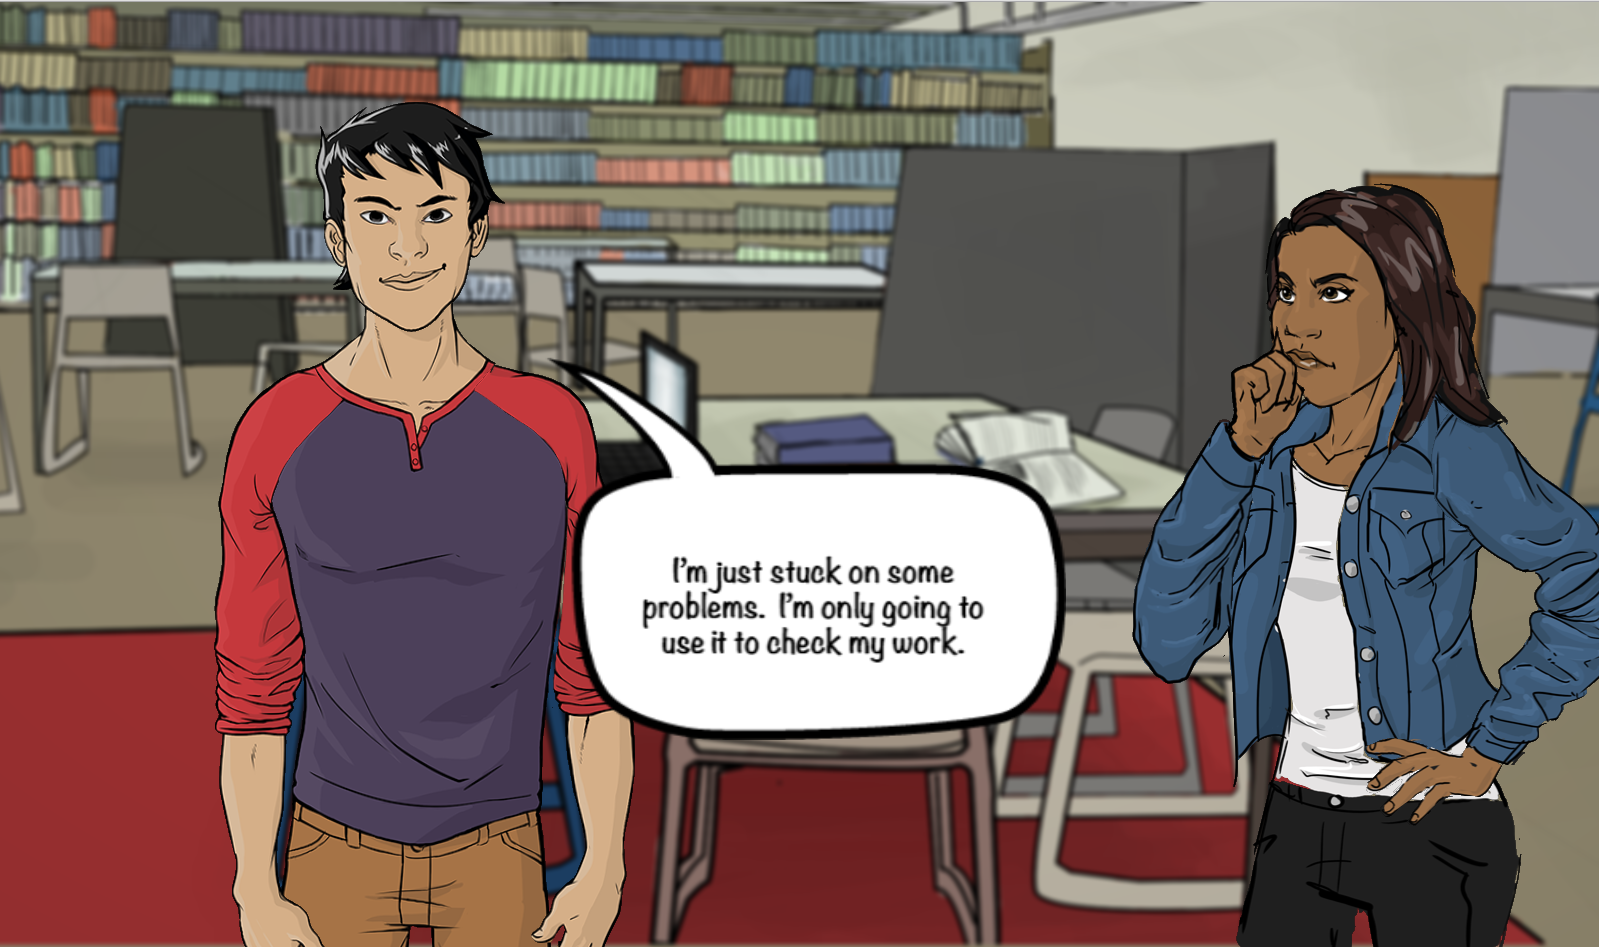 I'm just stuck on some
problems.  I'm only going to
use it to check my work.